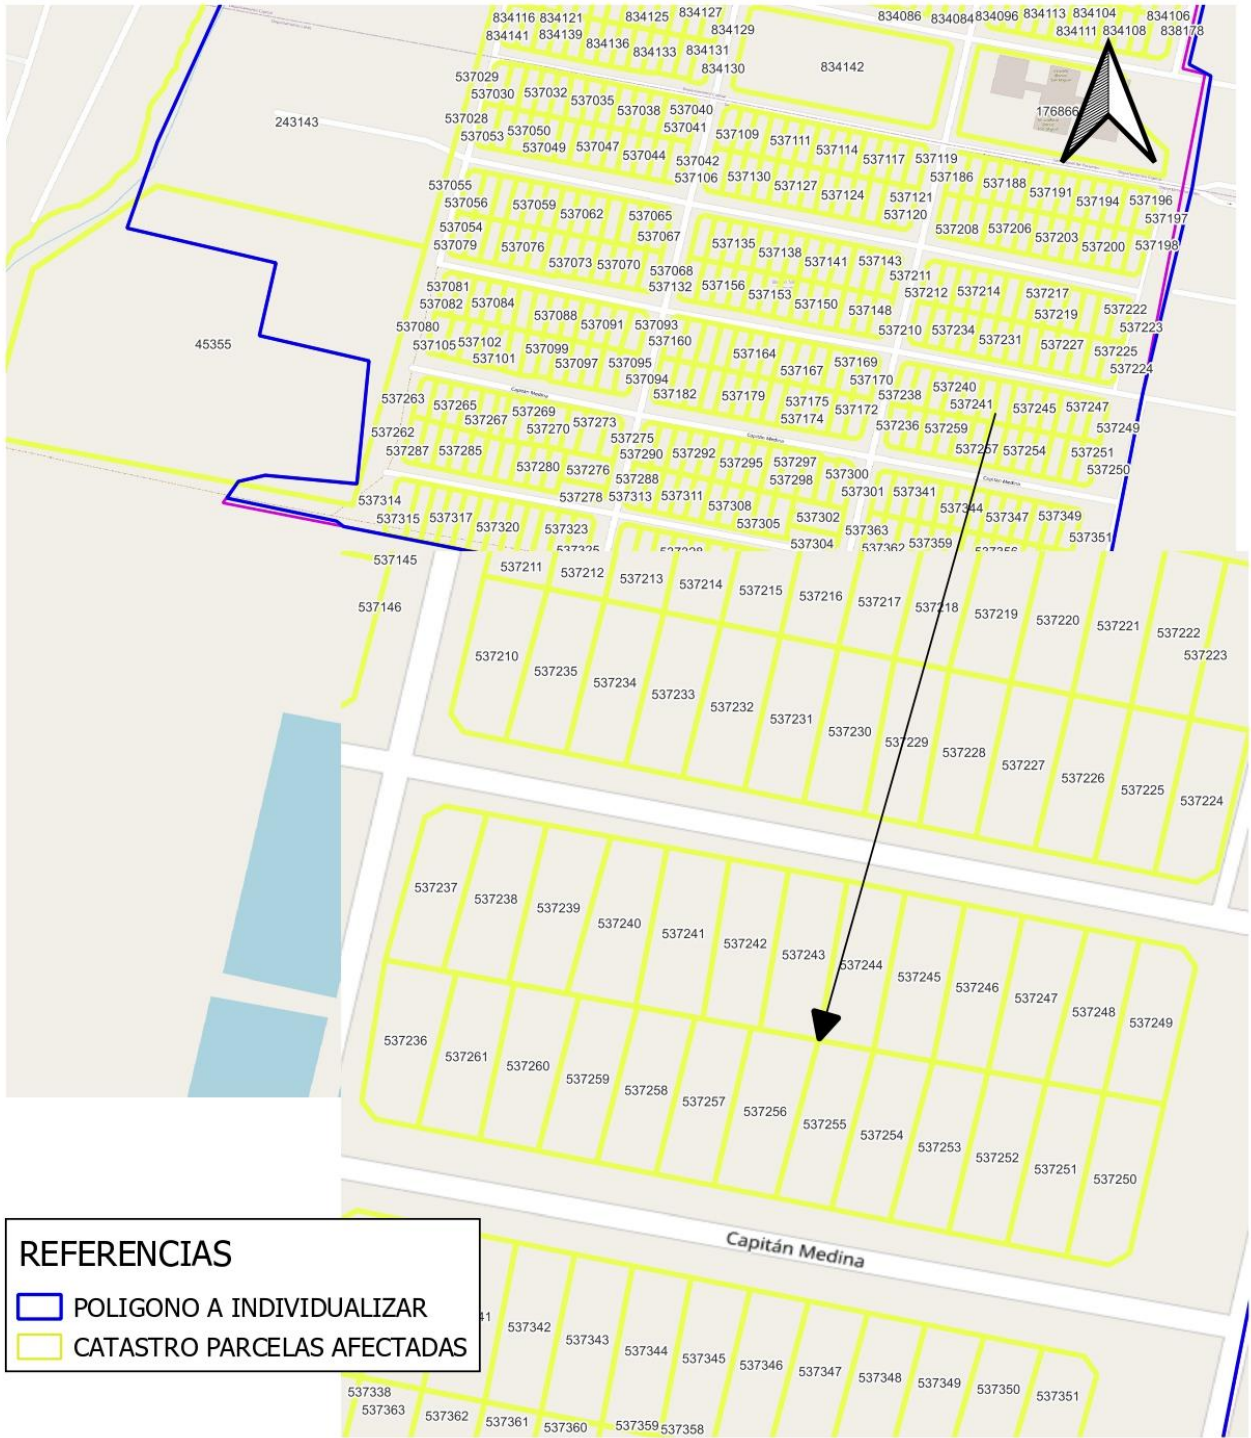 834116 834121 834125 834127 834086 834084 834096 834113 834104 834106
834141 834139 834136 834133 834131 834129 834111 834108 838178
834130 834142
537029
537030 537032 537035 537038 537040 176866
243143 537028 537053 537050 537049 537047 537044 537041 537109 537111 537114 537117 537119
537042
537106 537130 537127 537124 537121 537120 537186 537188 537191 537194 537196 537197
537055
537056 537059 537062 537065
537054 537067
537079 537076 537073 537070 537068 537135 537138 537141 537143 537208 537206 537203 537200 537198
537081 537132 537156 537153 537150 537148 537211 537212 537214 537217 537219 537222
537082 537084 537088 537091 537093 537223
537080 537160 537210 537234 537231 537227 537225
45355 537105 537102 537101 537099 537097 537095 537164 537167 537169 537224
537094 537170
537263 537265 537267 537269 537270 537273 537182 537179 537175 537174 537172 537238 537240 537241 537245 537247
Capitán Medina
537262 537275 537236 537259 537249
Capitán Medina
537287 537285 537290 537292 537295 537297 537257 537254 537251
537280 537276 537288 537298 537300 537250
Capitán Medina
537314 537278 537313 537311 537308 537301 537341
537315 537317 537320 537323 537305 537302 537363 537344 537347 537349
537304 537362 537359 537351
537145 537211 537212 537213 537214 537215 537216 537217 537218 537219 537220 537221 537222
537146 537223
537210 537235 537234 537233 537232 537231 537230 537229 537228 537227 537226 537225 537224
537237 537238 537239 537240 537241 537242 537243 537244 537245 537246 537247 537248 537249
537236 537261 537260 537259 537258 537257 537256 537255 537254 537253 537252 537251 537250
Capitán Medina
REFERENCIAS
POLIGONO A INDIVIDUALIZAR
CATASTRO PARCELAS AFECTADAS
537342 537343 537344 537345 537346 537347 537348 537349 537350 537351
537338
537363 537362 537361 537360 537359 537358